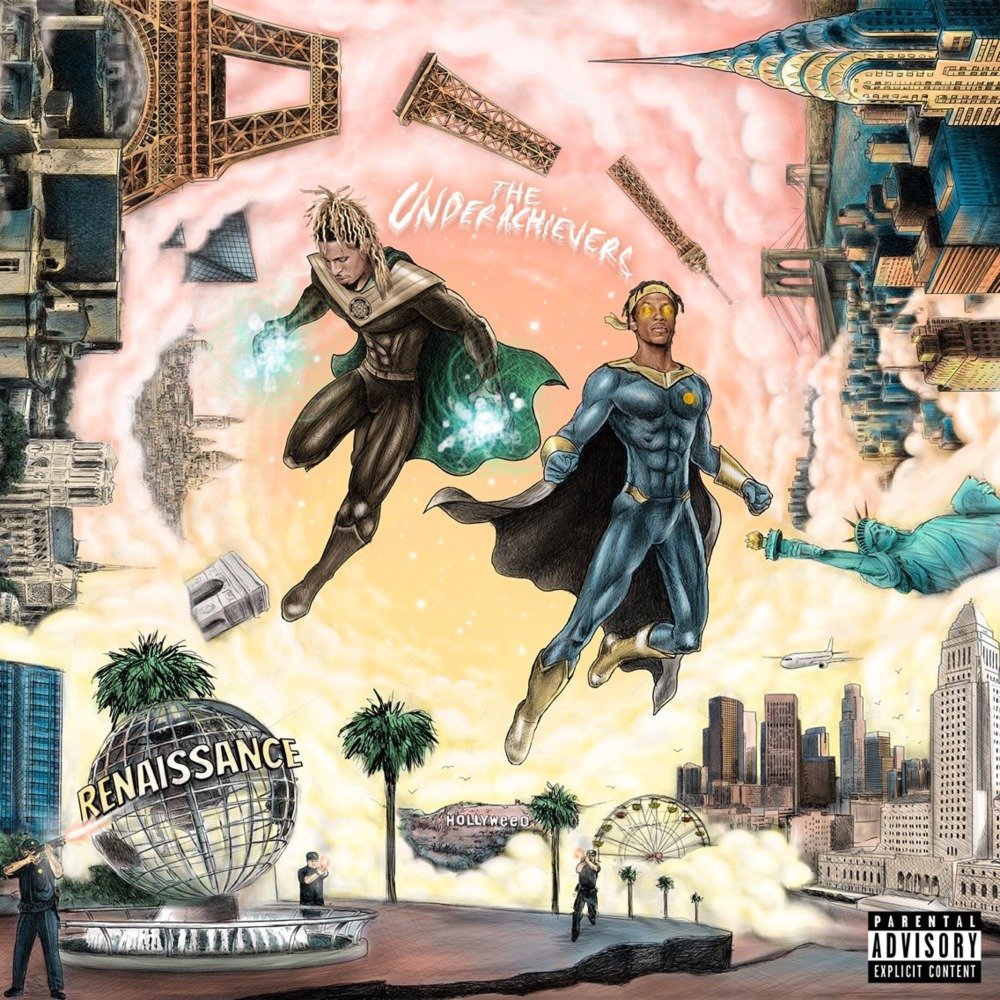 THE
UNDERACHIEVERS
RENAISSANCE
HOLLYWeeD
PARENTAL
ADVISORY
EXPLICIT CONTENT